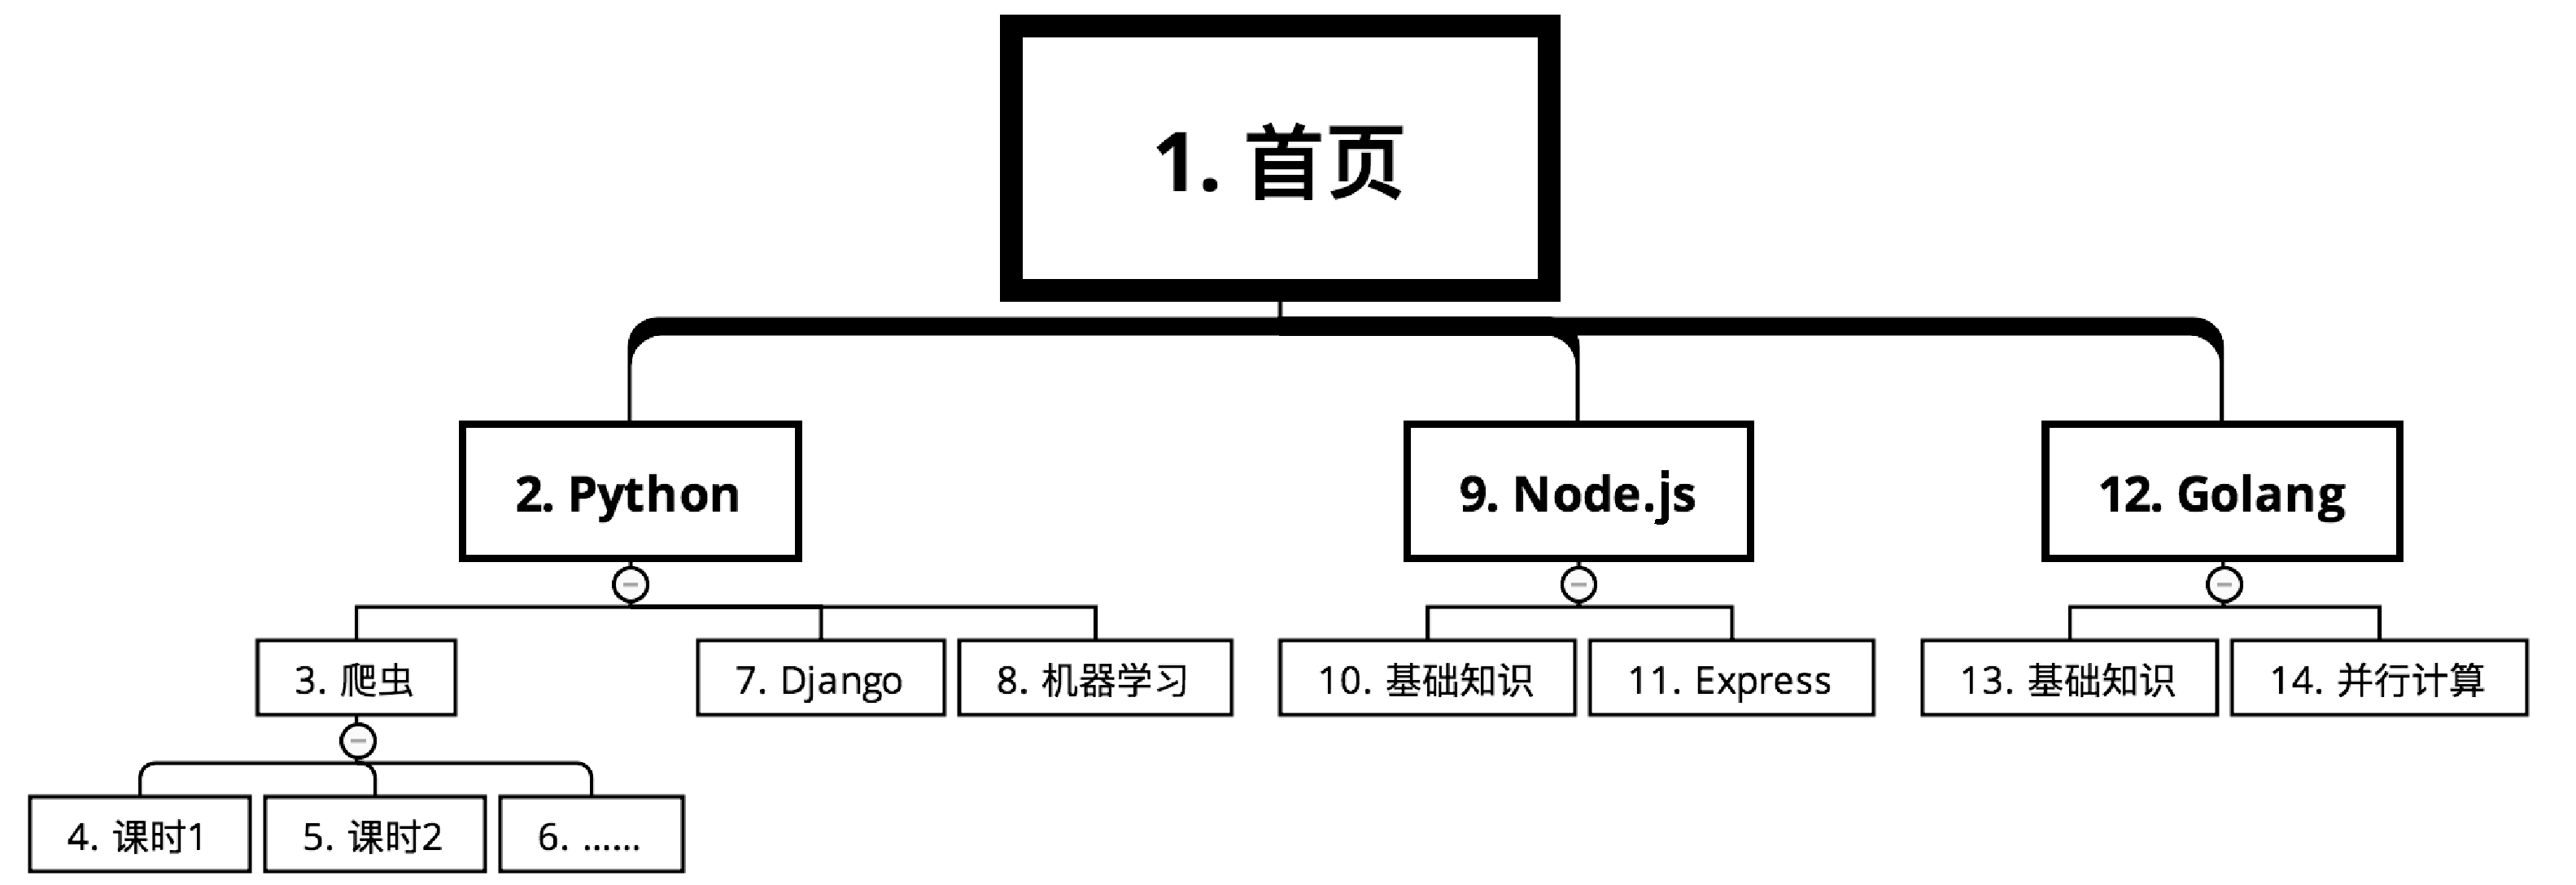 1. 首页
2. Python
9. Node.js
12. Golang
3. 爬虫
7. Django
8. 机器学习
10. 基础知识
11. Express
13. 基础知识
14. 并行计算
4. 课时1
5. 课时2
6. ......